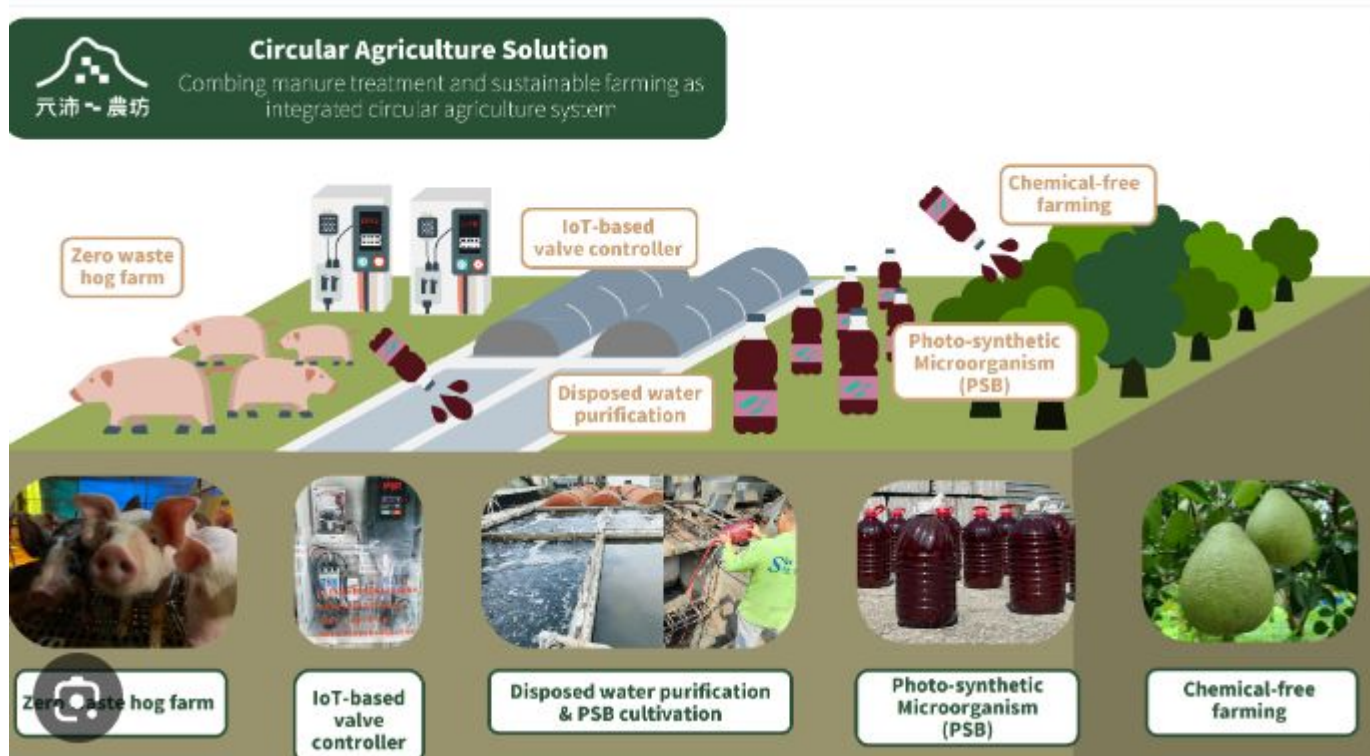 Circular Agriculture Solution
Combing manure treatment and sustainable farming as
integrated circular agriculture system
元沛~農坊
Chemical-free
farming
IoT-based
valve controller
Zero waste
hog farm
Photo-synthetic
Microorganism
(PSB)
Disposed water
purification
Zero waste hog farm
IoT-based
valve
controller
Disposed water purification
& PSB cultivation
Photo-synthetic
Microorganism
(PSB)
Chemical-free
farming